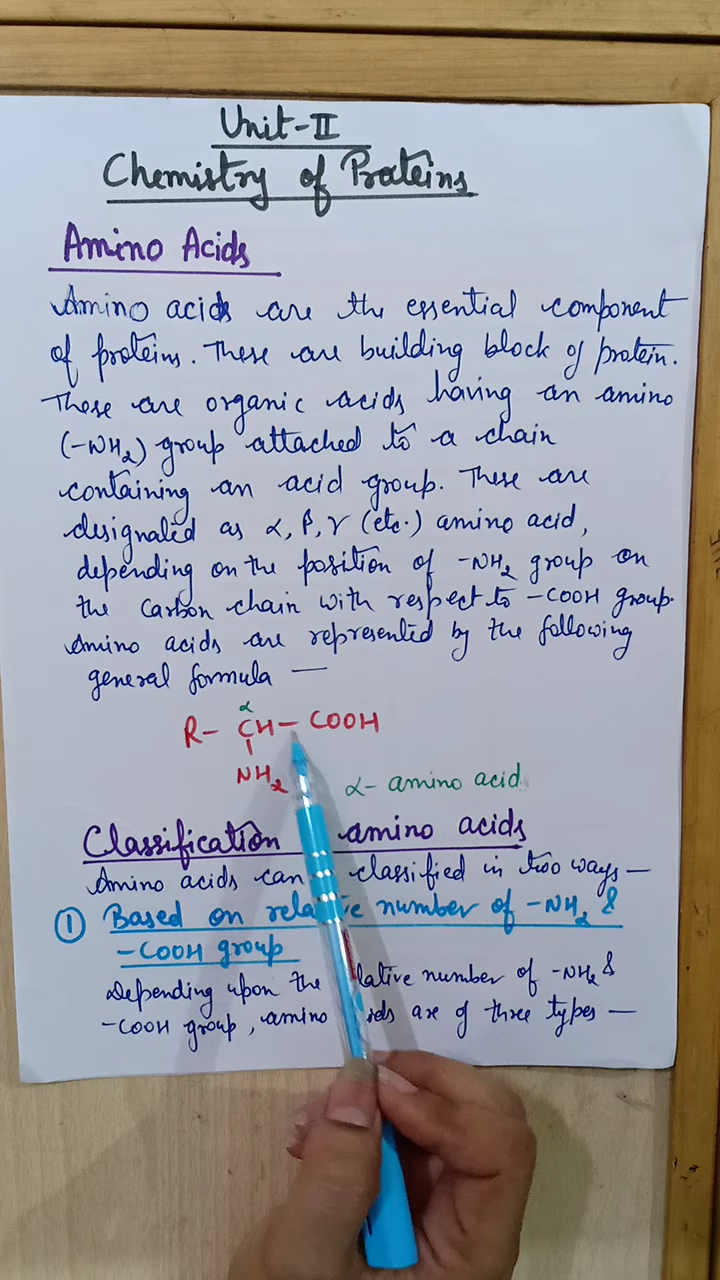 Unit-II
Chemistry of Proteins
Amino Acids
Amino acids are the essential component
of proteins. These are building block of protein.
These are organic acids having an amino
(-NH2) group attached to a chain
containing an acid group. These are
designated as α, β, γ (etc.) amino acid,
depending on the position of -NH2 group on
the carbon chain with respect to -COOH group.
Amino acids are represented by the following
general formula —
α
R- CH - COOH
NH2
α- amino acid
Classification amino acids
Amino acids can classified in two ways —
① Based on relative number of -NH2 &
-COOH group
Depending upon the lative number of -NH2 &
-COOH group, amino ids are of three types —